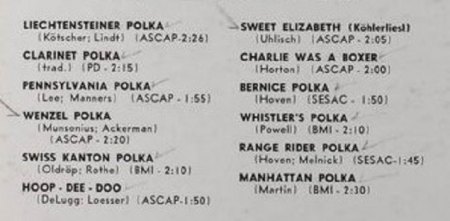 LIECHTENSTEINER POLKA
(Kötscher; Lindt) (ASCAP-2:26)
CLARINET POLKA
(trad.) (PD - 2:15)
PENNSYLVANIA POLKA
(Lee; Manners) (ASCAP - 1:55)
WENZEL POLKA
(Munsonius; Ackerman)
(ASCAP - 2:20)
SWISS KANTON POLKA
(Oldröp; Rothe) (BMI - 2:10)
HOOP - DEE - DOO
(DeLugg; Loesser) (ASCAP-1:50)
SWEET ELIZABETH (Köhlerliesl)
(Uhlisch) (ASCAP - 2:05)
CHARLIE WAS A BOXER
(Horton) (ASCAP - 2:00)
BERNICE POLKA
(Hoven) (SESAC - 1:50)
WHISTLER'S POLKA
(Powell) (BMI - 2:10)
RANGE RIDER POLKA
(Hoven; Melnick) (SESAC-1:45)
MANHATTAN POLKA
(Martin) (BMI - 2:30)